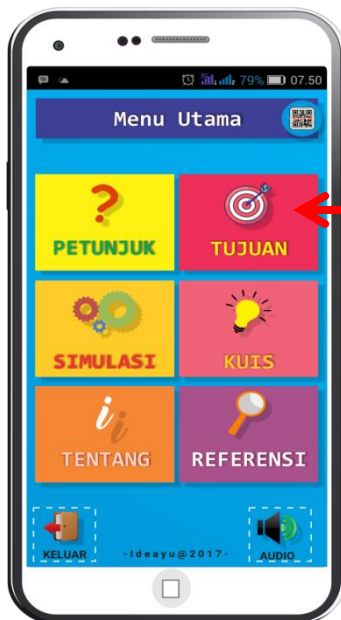 79% 07.50
Menu Utama
PETUNJUK TUJUAN
SIMULASI KUIS
TENTANG REFERENSI
KELUAR -Ideayu@2017- AUDIO